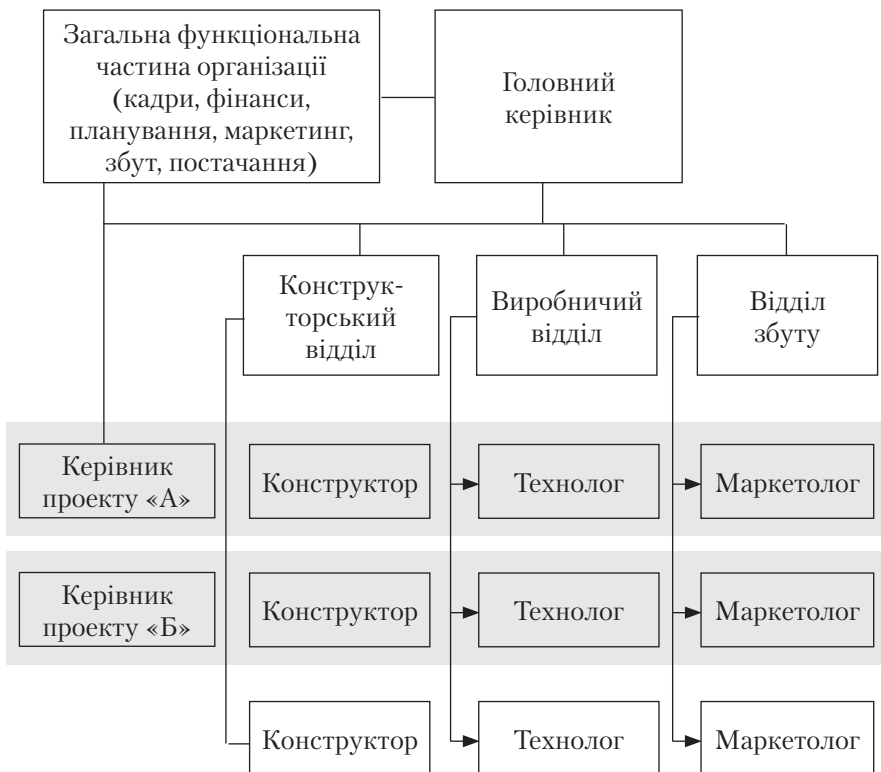 Загальна функціональна
частина організації
(кадри, фінанси,
планування, маркетинг,
збут, постачання)
Головний
керівник
Конструк-
торський
відділ
Виробничий
відділ
Відділ
збуту
Керівник
проекту «А»
Конструктор
Технолог
Маркетолог
Керівник
проекту «Б»
Конструктор
Технолог
Маркетолог
Конструктор
Технолог
Маркетолог